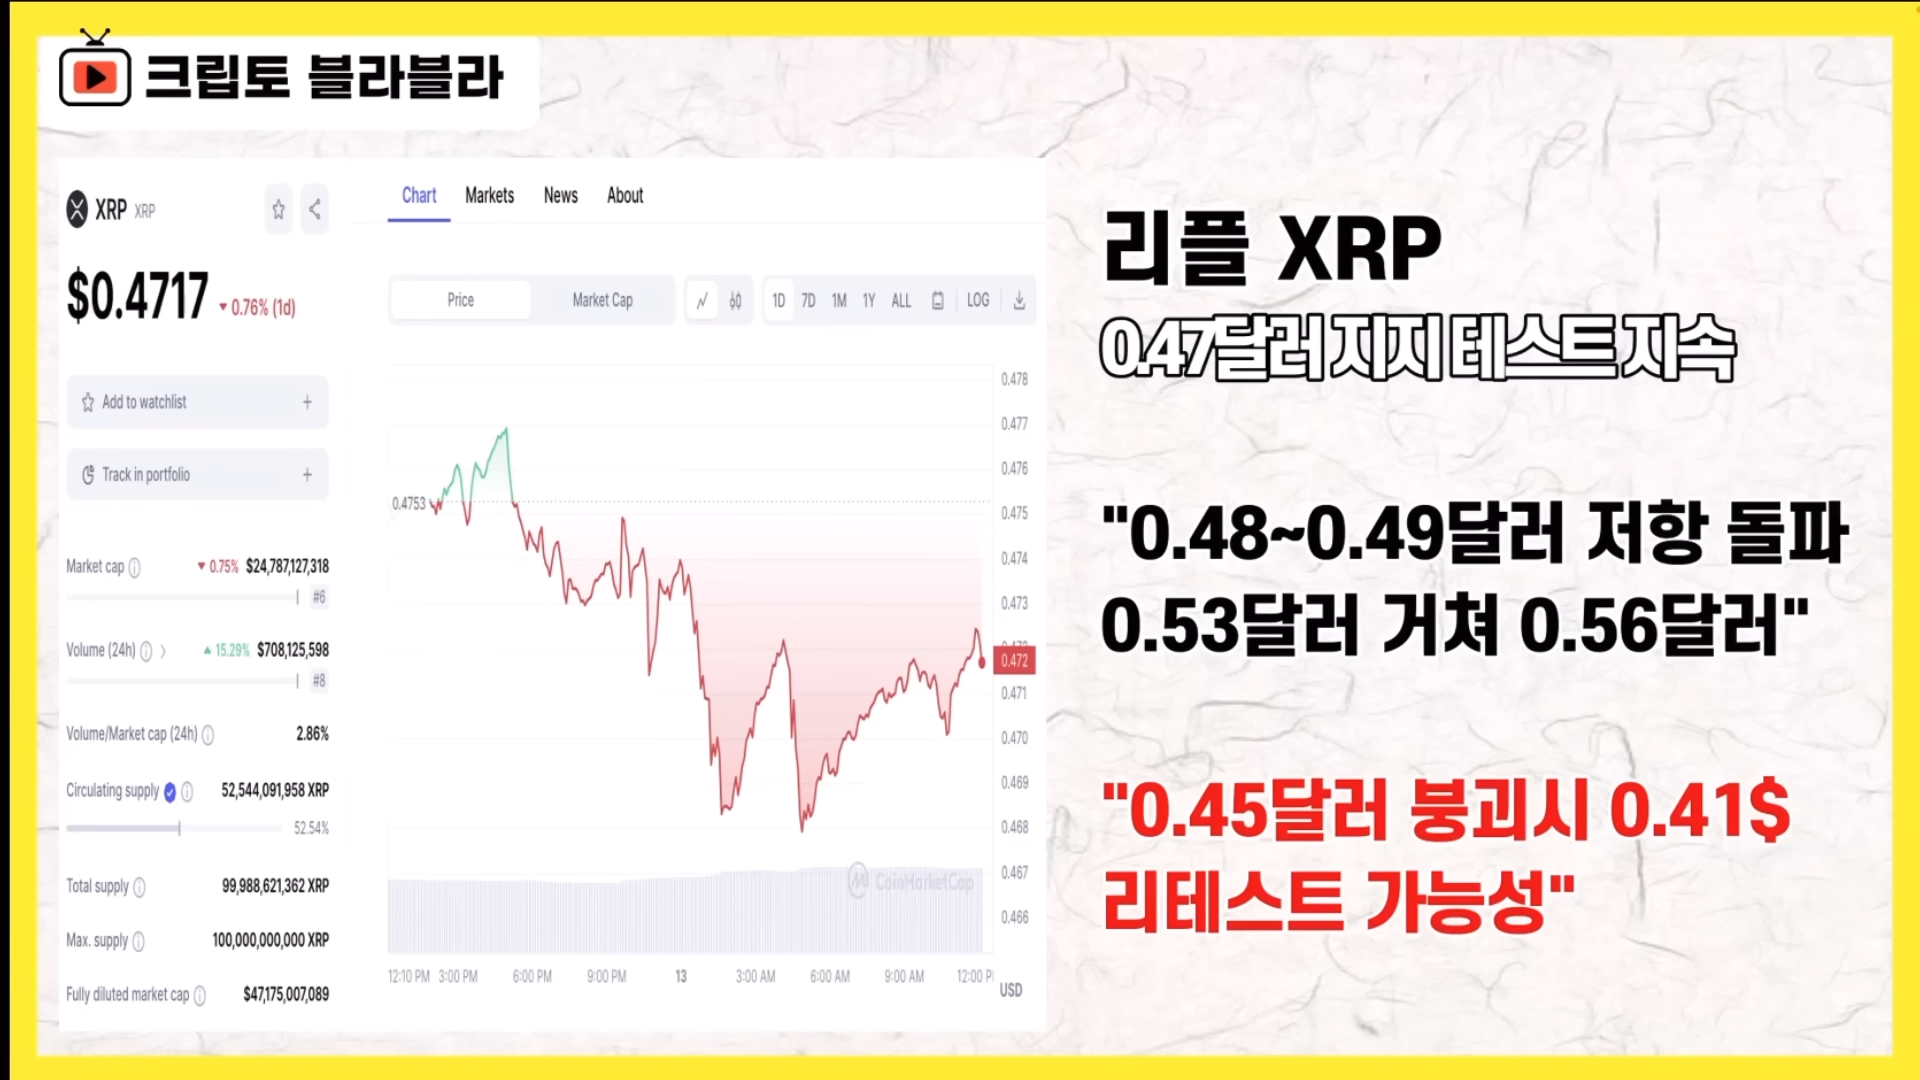 크립토 블라블라
XRP XRP
$0.4717 0.76% (1d)
Add to watchlist
Track in portfolio
Market cap 0.75% $24,787,127,318
#6
Volume (24h) 15.29% $708,125,598
#8
Volume/Market cap (24h) 2.86%
Circulating supply 52,544,091,958 XRP
52.54%
Total supply 99,988,621,362 XRP
Max. supply 100,000,000,000 XRP
Fully diluted market cap $47,175,007,089
Chart Markets News About
Price Market Cap 1D 7D 1M 1Y ALL LOG
0.478
0.477
0.476
0.4753
0.475
0.474
0.473
0.472
0.471
0.470
0.469
0.468
0.467
0.466
CoinMarketCap
12:10 PM 3:00 PM 6:00 PM 9:00 PM 13 3:00 AM 6:00 AM 9:00 AM 12:00 P
USD
리플 XRP
0.47달러 지지 테스트 지속
"0.48~0.49달러 저항 돌파
0.53달러 거쳐 0.56달러"
"0.45달러 붕괴시 0.41$
리테스트 가능성"